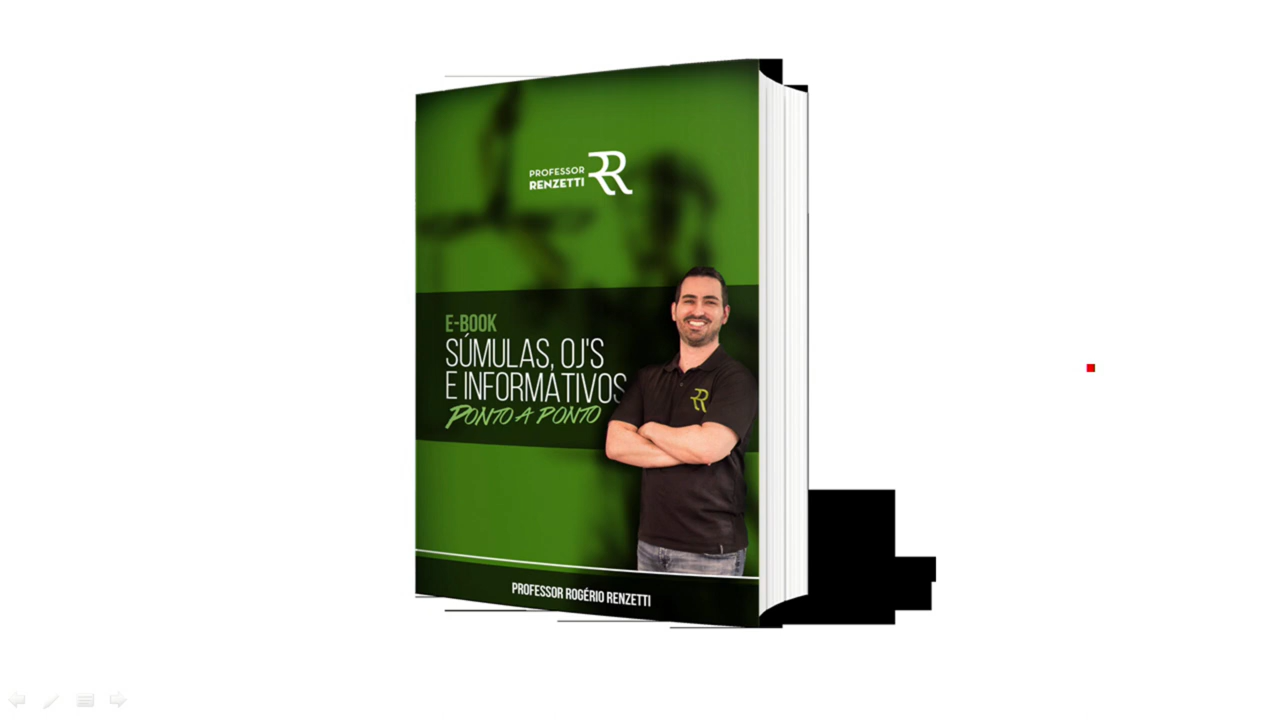 PROFESSOR
RENZETTI
E-BOOK
SÚMULAS, OJ'S
E INFORMATIVOS
PONTO A PONTO
PROFESSOR ROGÉRIO RENZETTI